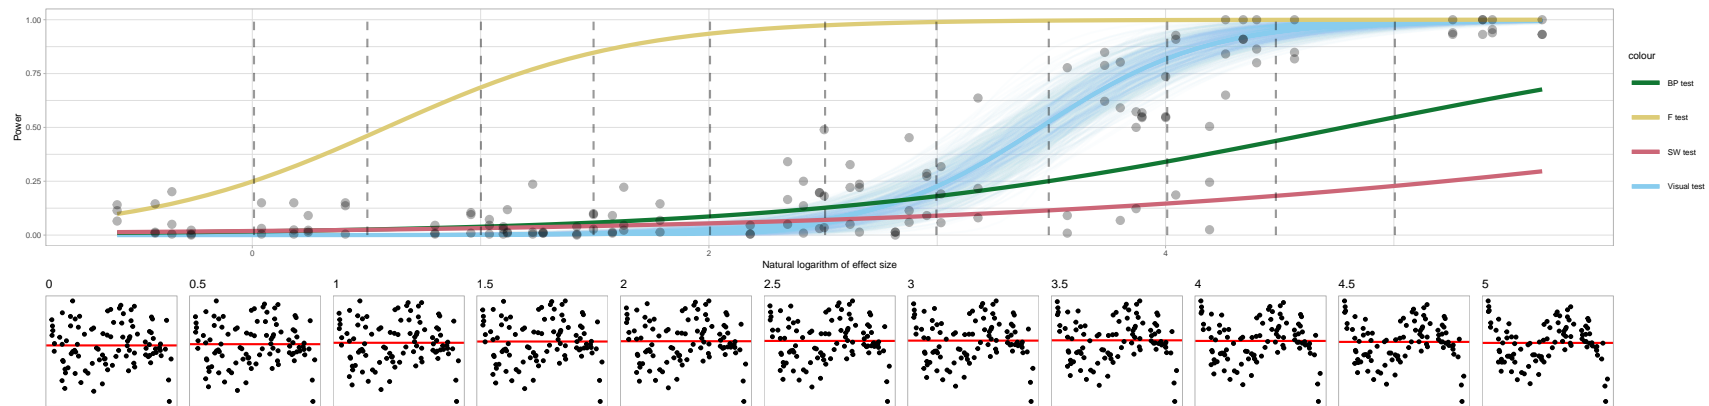 1.00
0.75
0.50
0.25
0.00
Power
0 2 4
Natural logarithm of effect size
colour
BP test
F test
SW test
Visual test
0 0.5 1 1.5 2 2.5 3 3.5 4 4.5 5